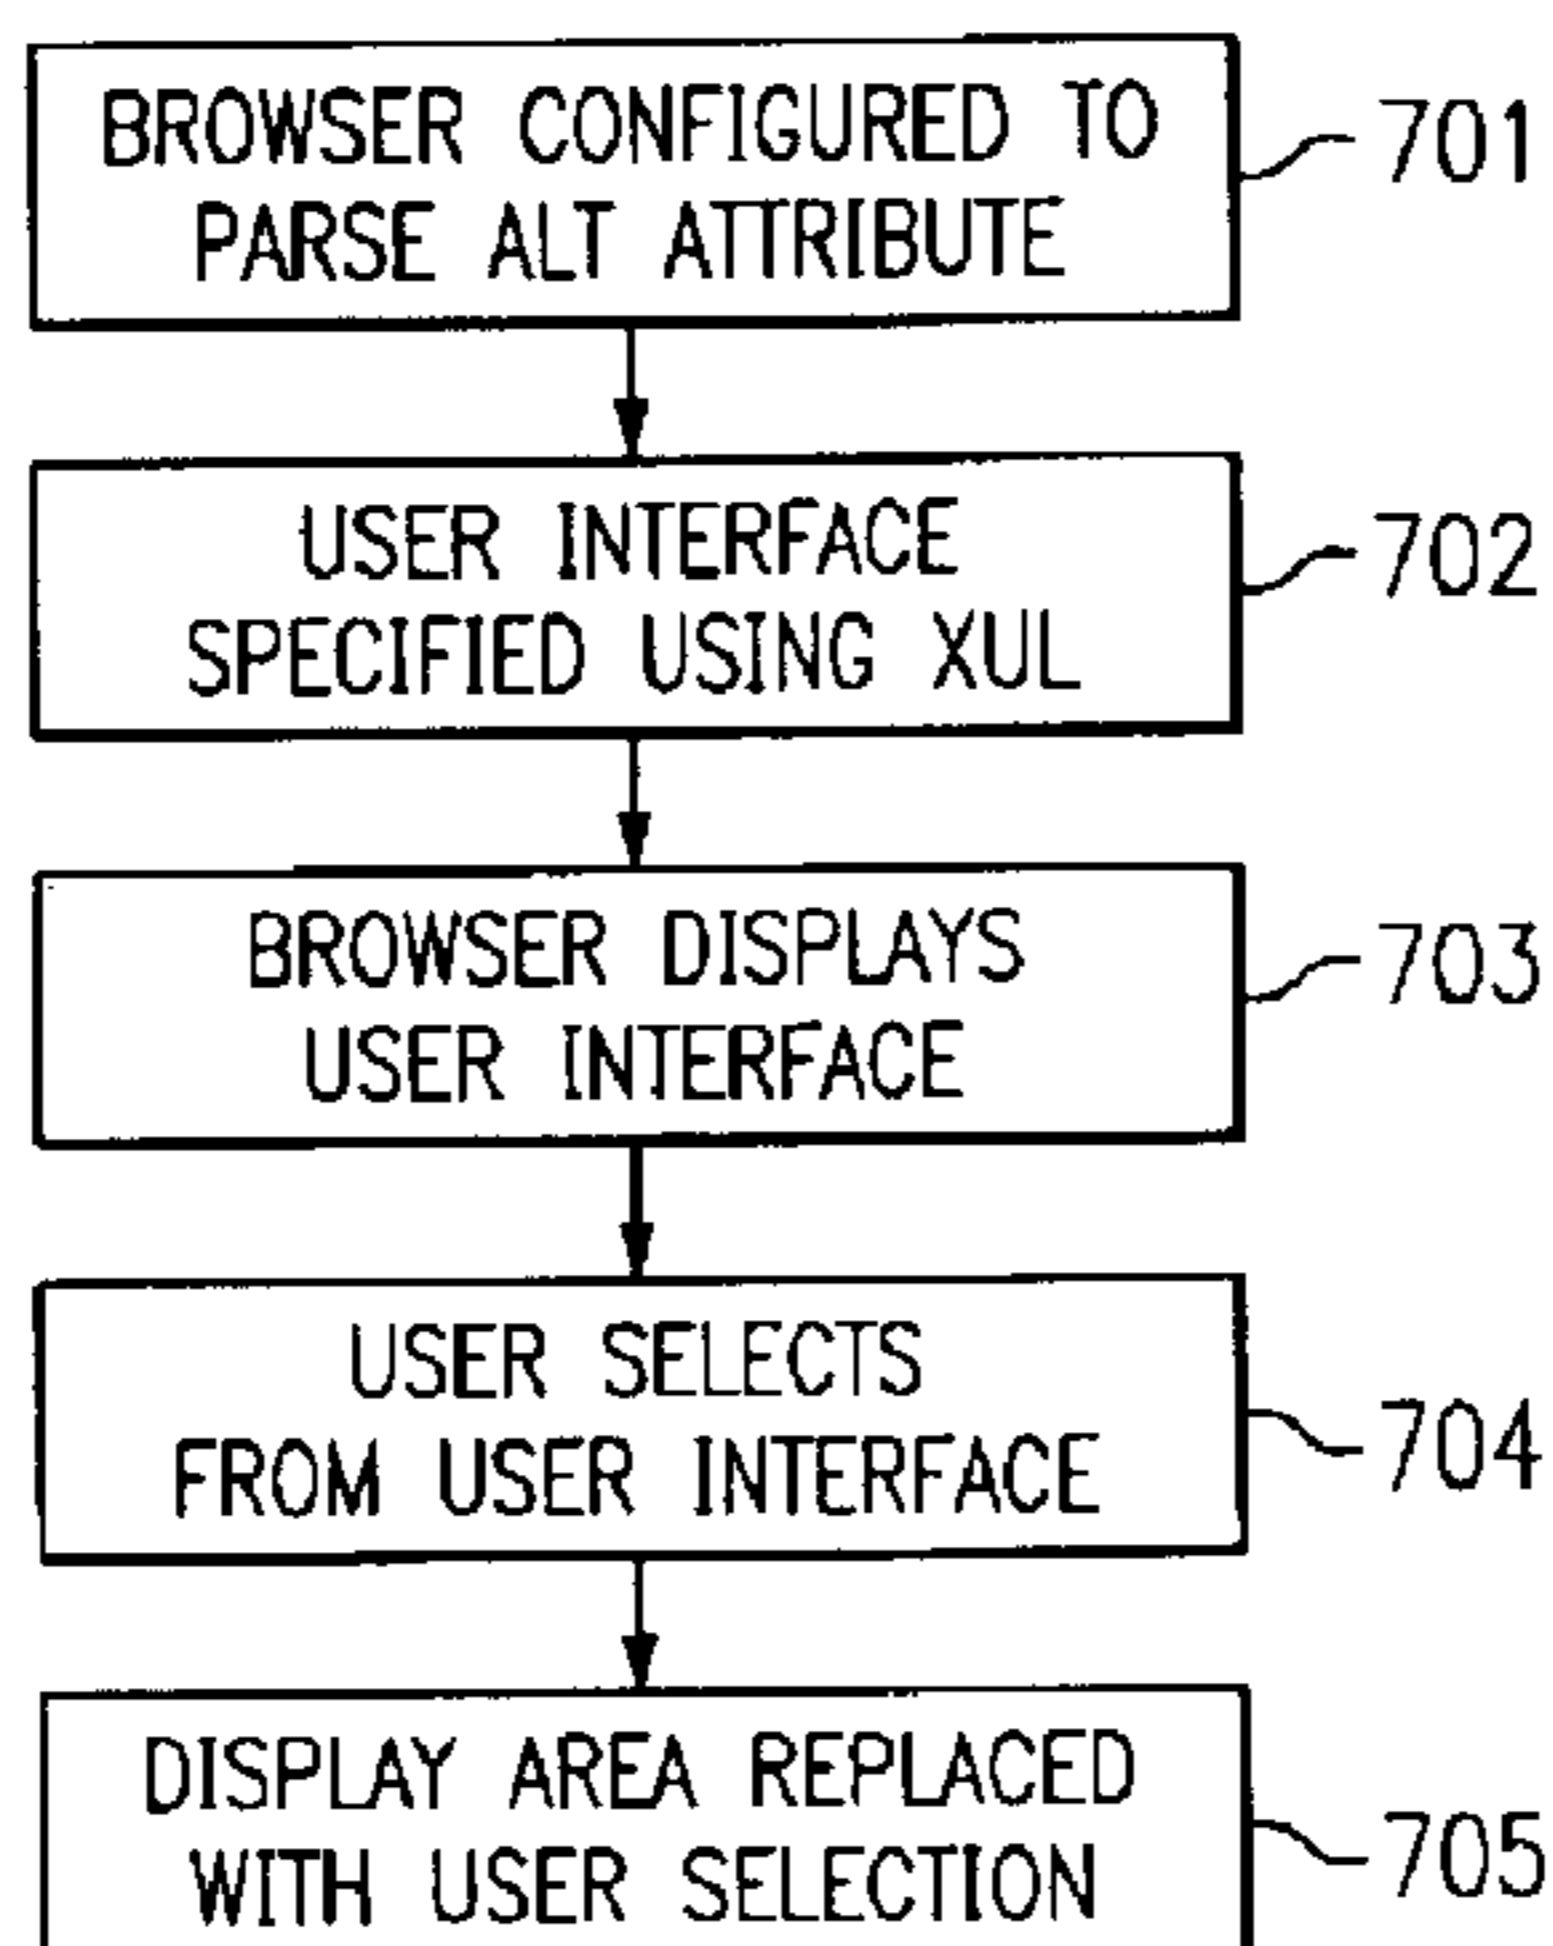 BROWSER CONFIGURED TO
PARSE ALT ATTRIBUTE
701
USER INTERFACE
SPECIFIED USING XUL
702
BROWSER DISPLAYS
USER INTERFACE
703
USER SELECTS
FROM USER INTERFACE
704
DISPLAY AREA REPLACED
WITH USER SELECTION
705